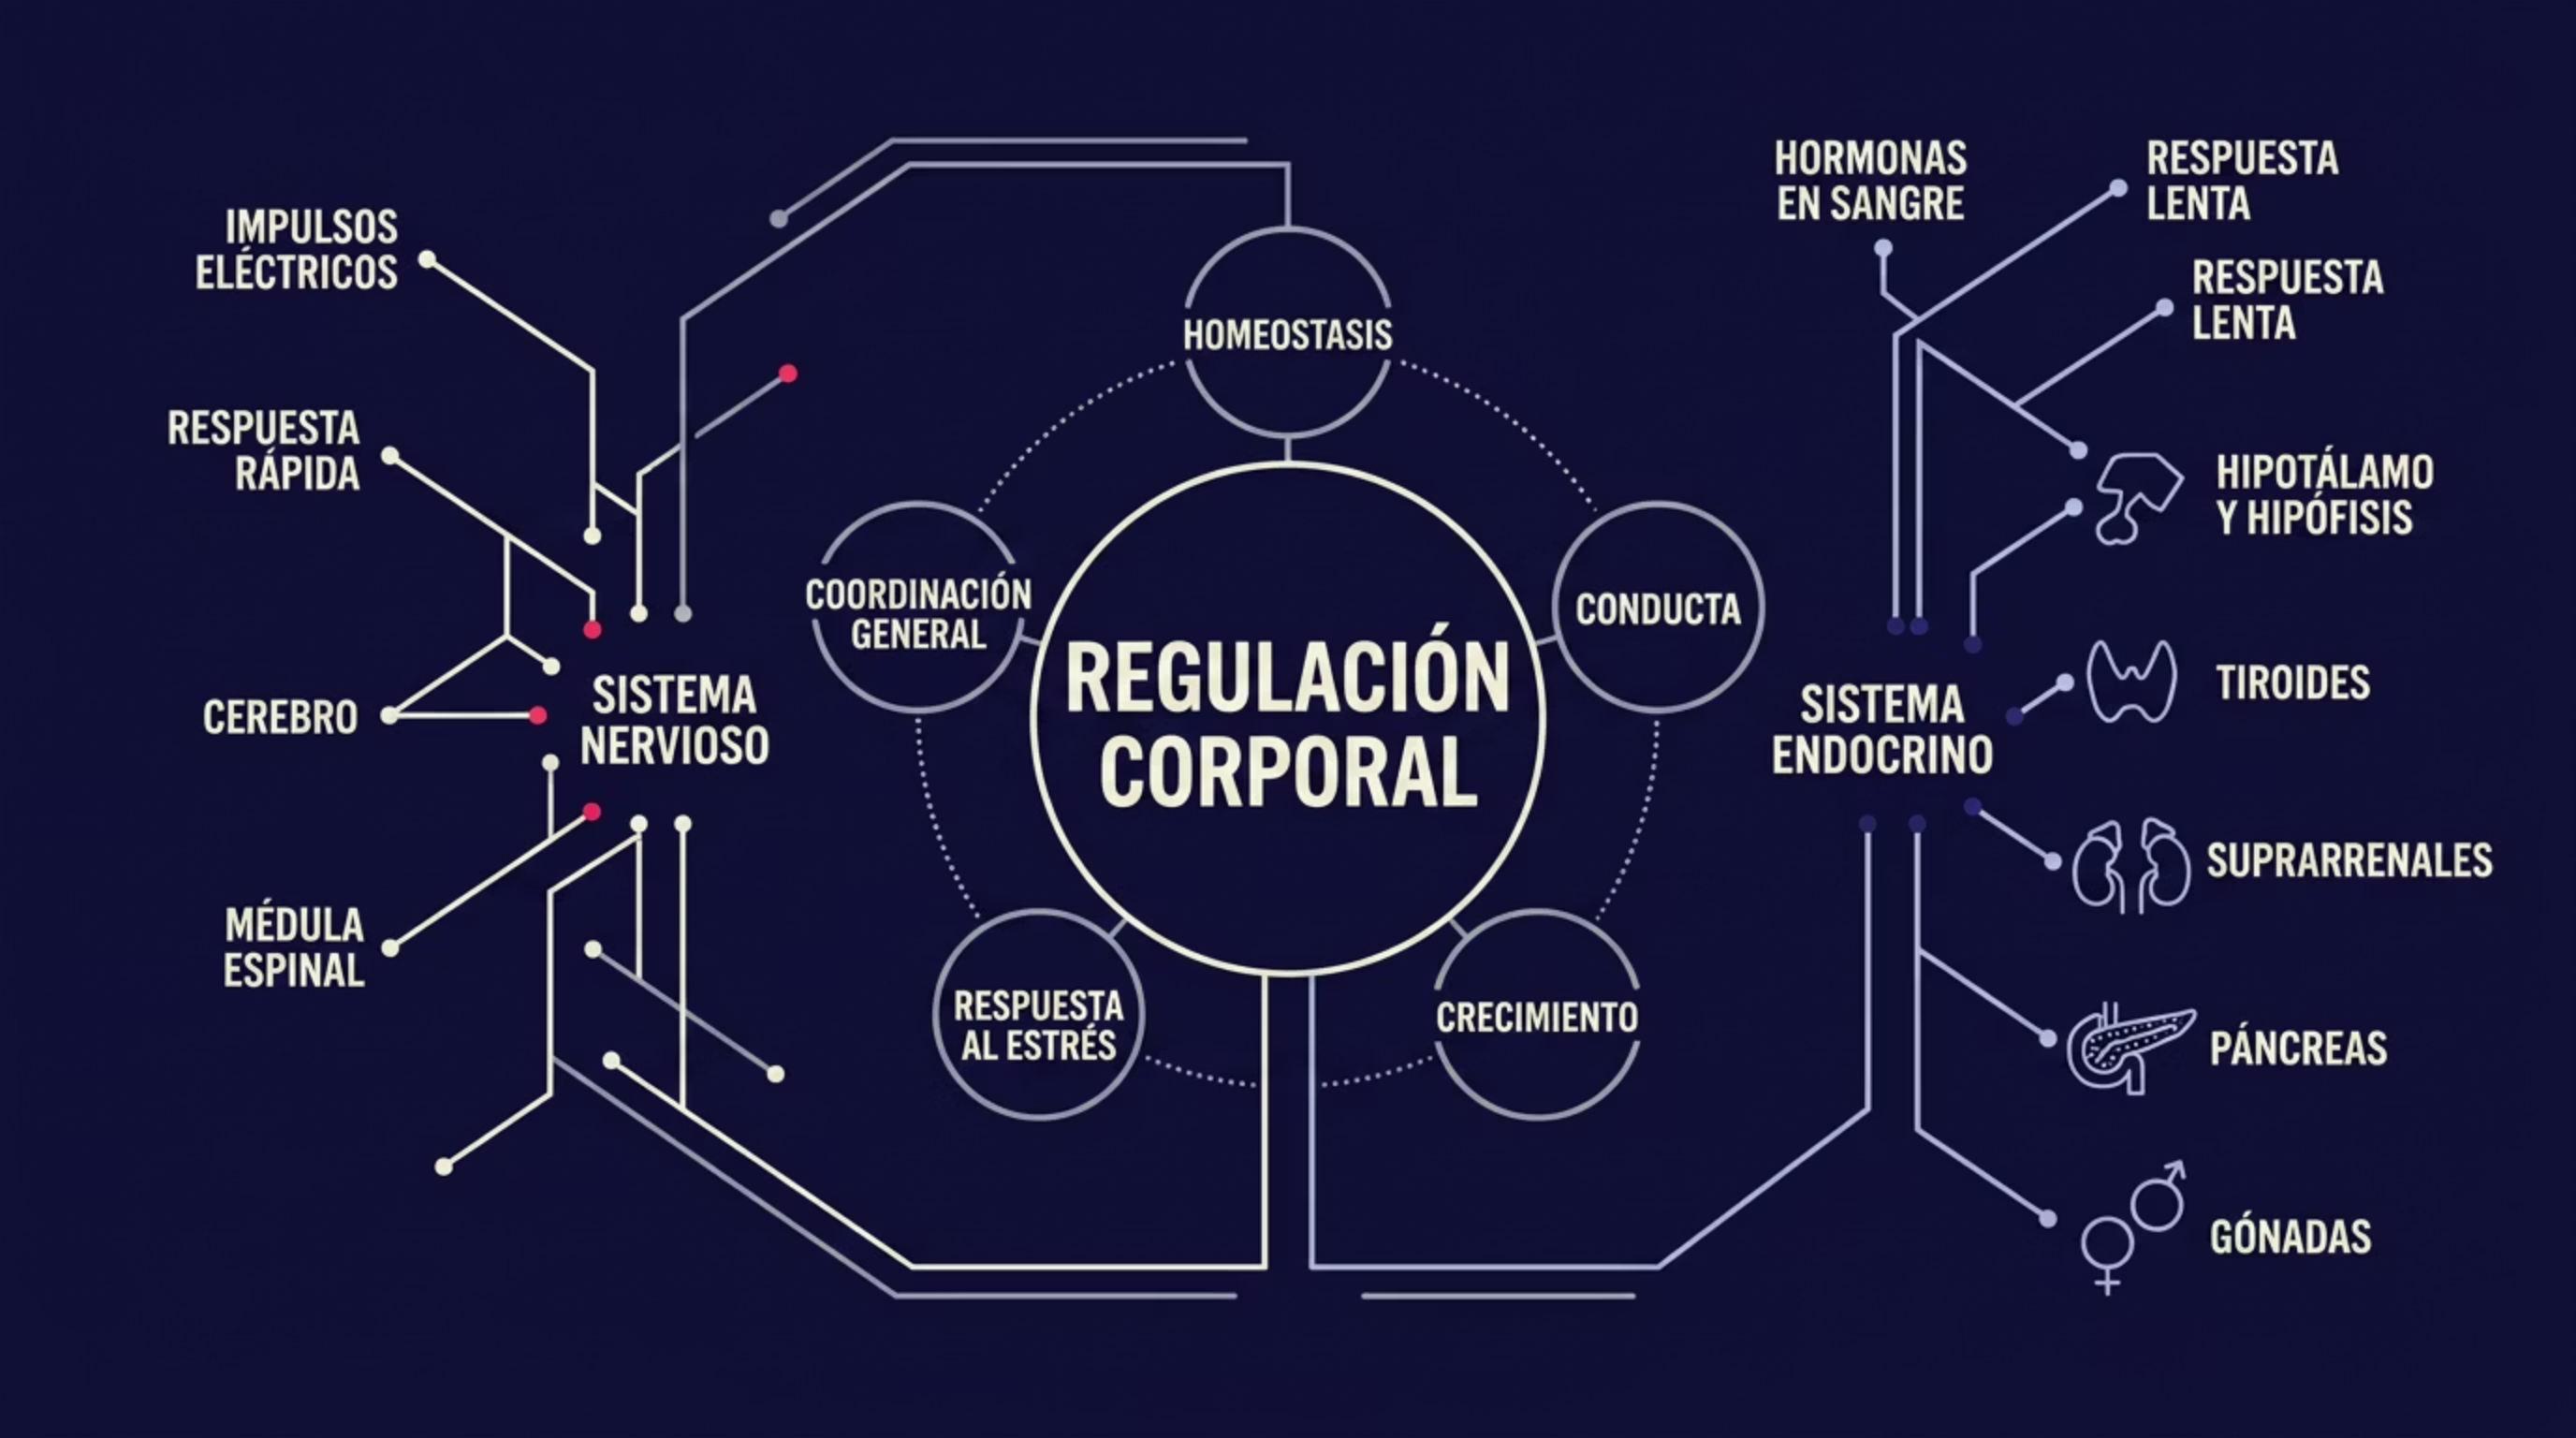 IMPULSOS
ELÉCTRICOS
RESPUESTA
RÁPIDA
CEREBRO
MÉDULA
ESPINAL
SISTEMA
NERVIOSO
HOMEOSTASIS
COORDINACIÓN
GENERAL
CONDUCTA
REGULACIÓN
CORPORAL
RESPUESTA
AL ESTRÉS
CRECIMIENTO
HORMONAS
EN SANGRE
RESPUESTA
LENTA
RESPUESTA
LENTA
HIPOTÁLAMO
Y HIPÓFISIS
TIROIDES
SISTEMA
ENDOCRINO
SUPRARRENALES
PÁNCREAS
GÓNADAS